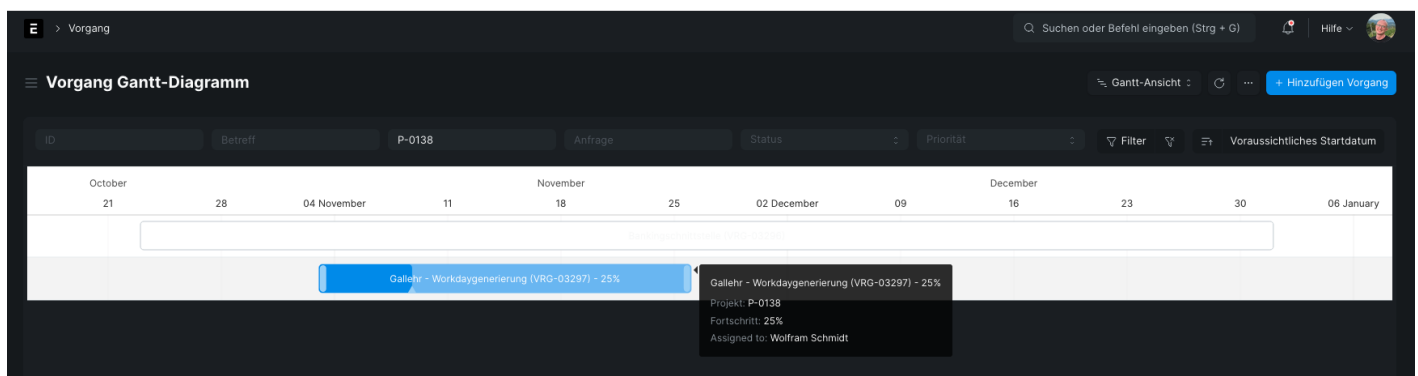 E > Vorgang
Suchen oder Befehl eingeben (Strg + G)
Hilfe
Vorgang Gantt-Diagramm
Gantt-Ansicht
...
+ Hinzufügen Vorgang
ID
Betreff
P-0138
Anfrage
Status
Priorität
Filter
Voraussichtliches Startdatum
October
November
December
21 28 04 November 11 18 25 02 December 09 16 23 30 06 January
Gallehr - Workdaygenerierung (VRG-03297) - 25%
Gallehr - Workdaygenerierung (VRG-03297) - 25%
Projekt: P-0138
Fortschritt: 25%
Assigned to: Wolfram Schmidt